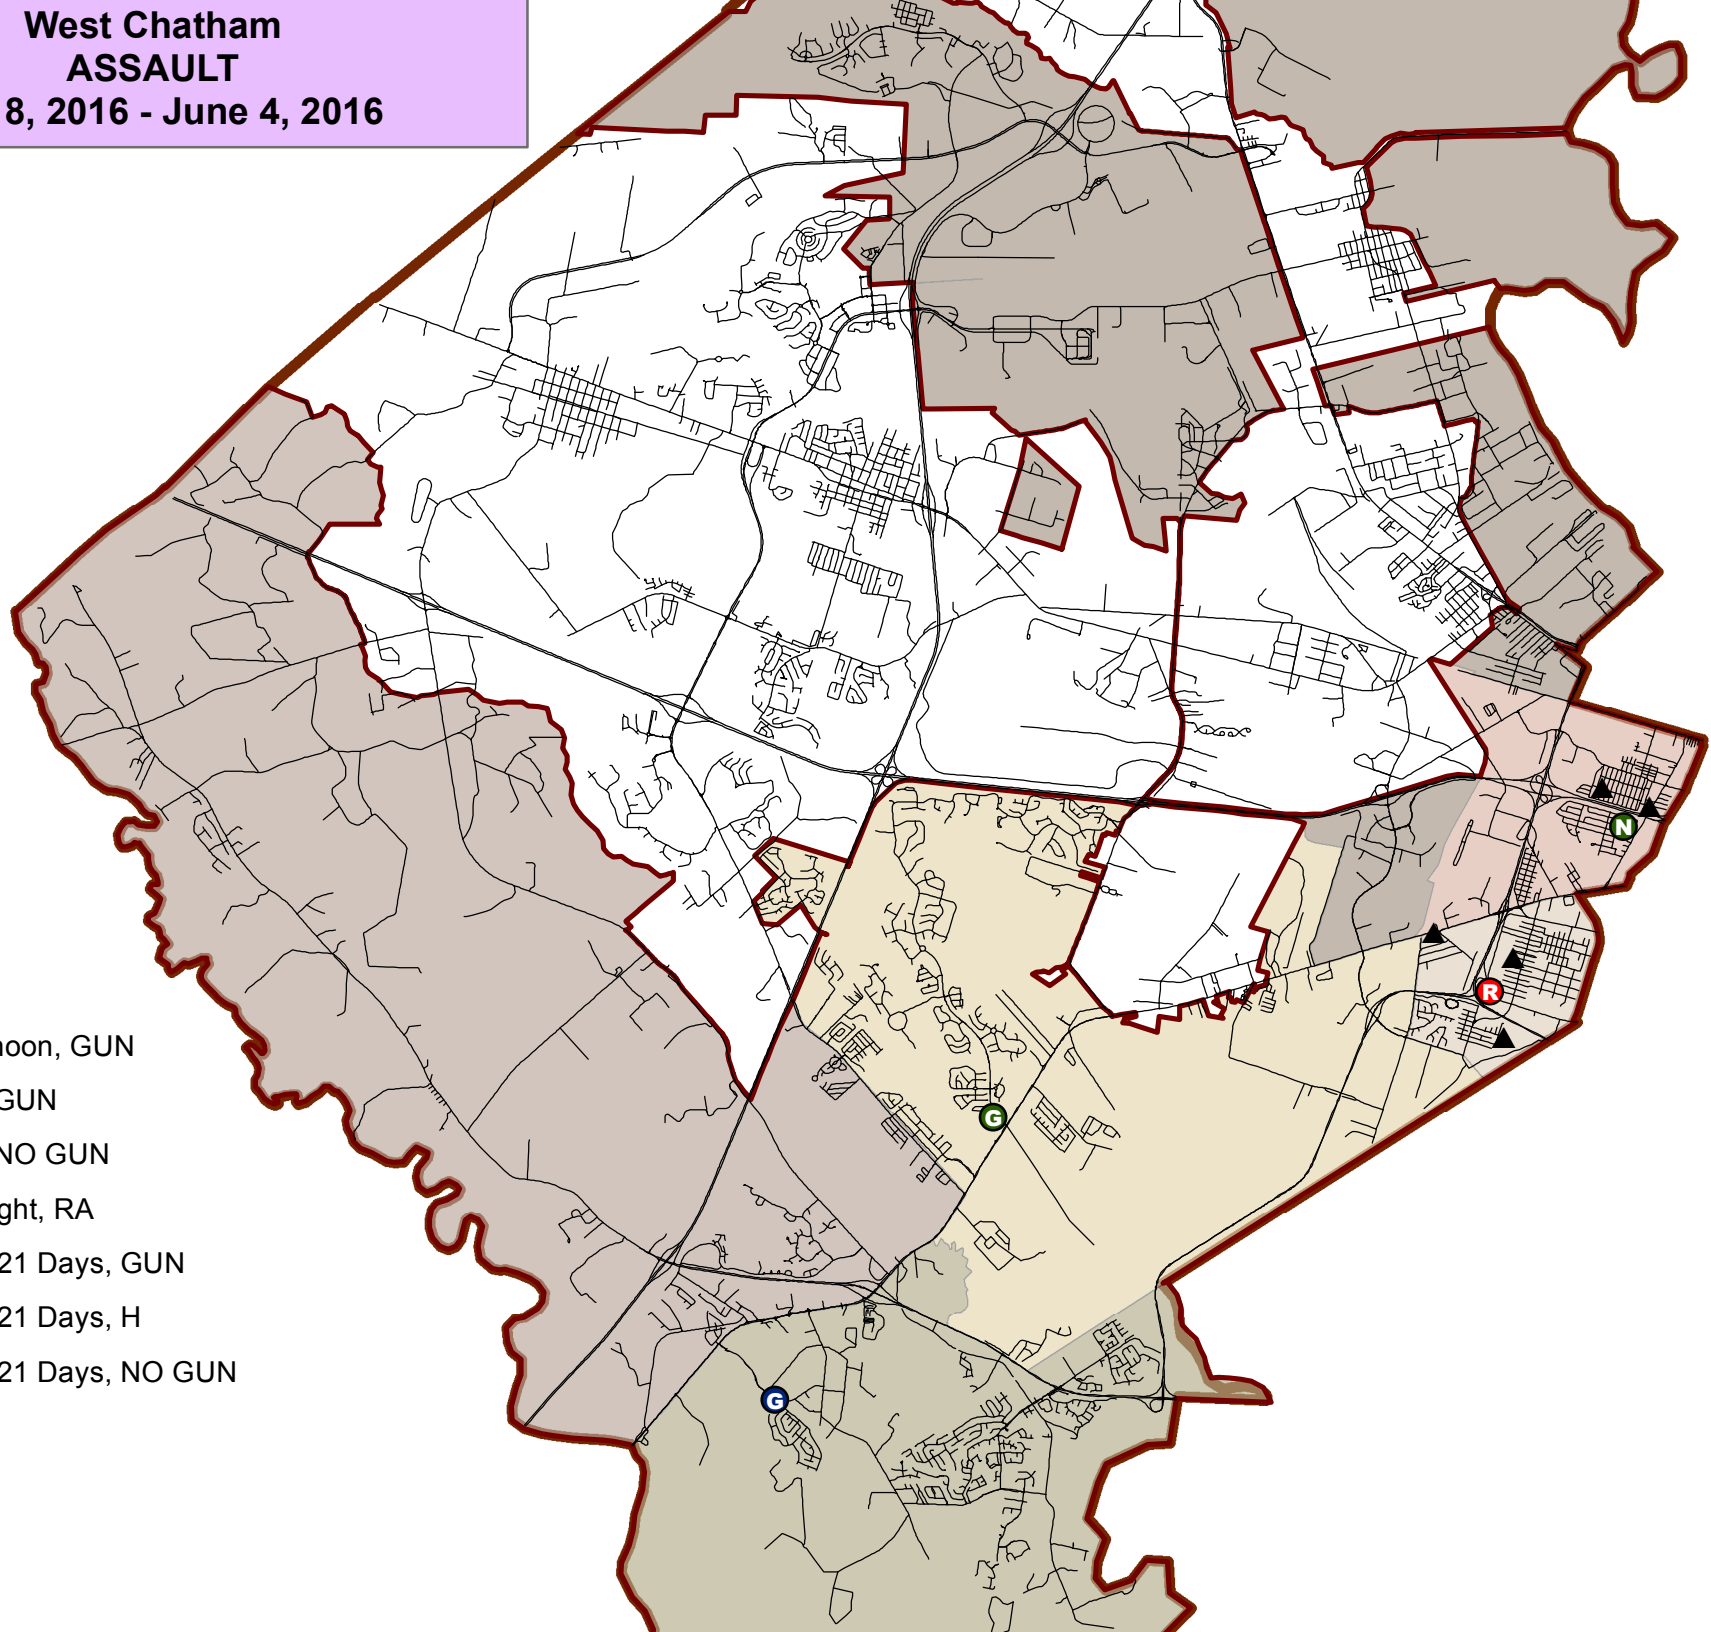 West Chatham
ASSAULT
8, 2016 - June 4, 2016
N
R
noon, GUN
GUN
G
NO GUN
ght, RA
21 Days, GUN
21 Days, H
21 Days, NO GUN
G